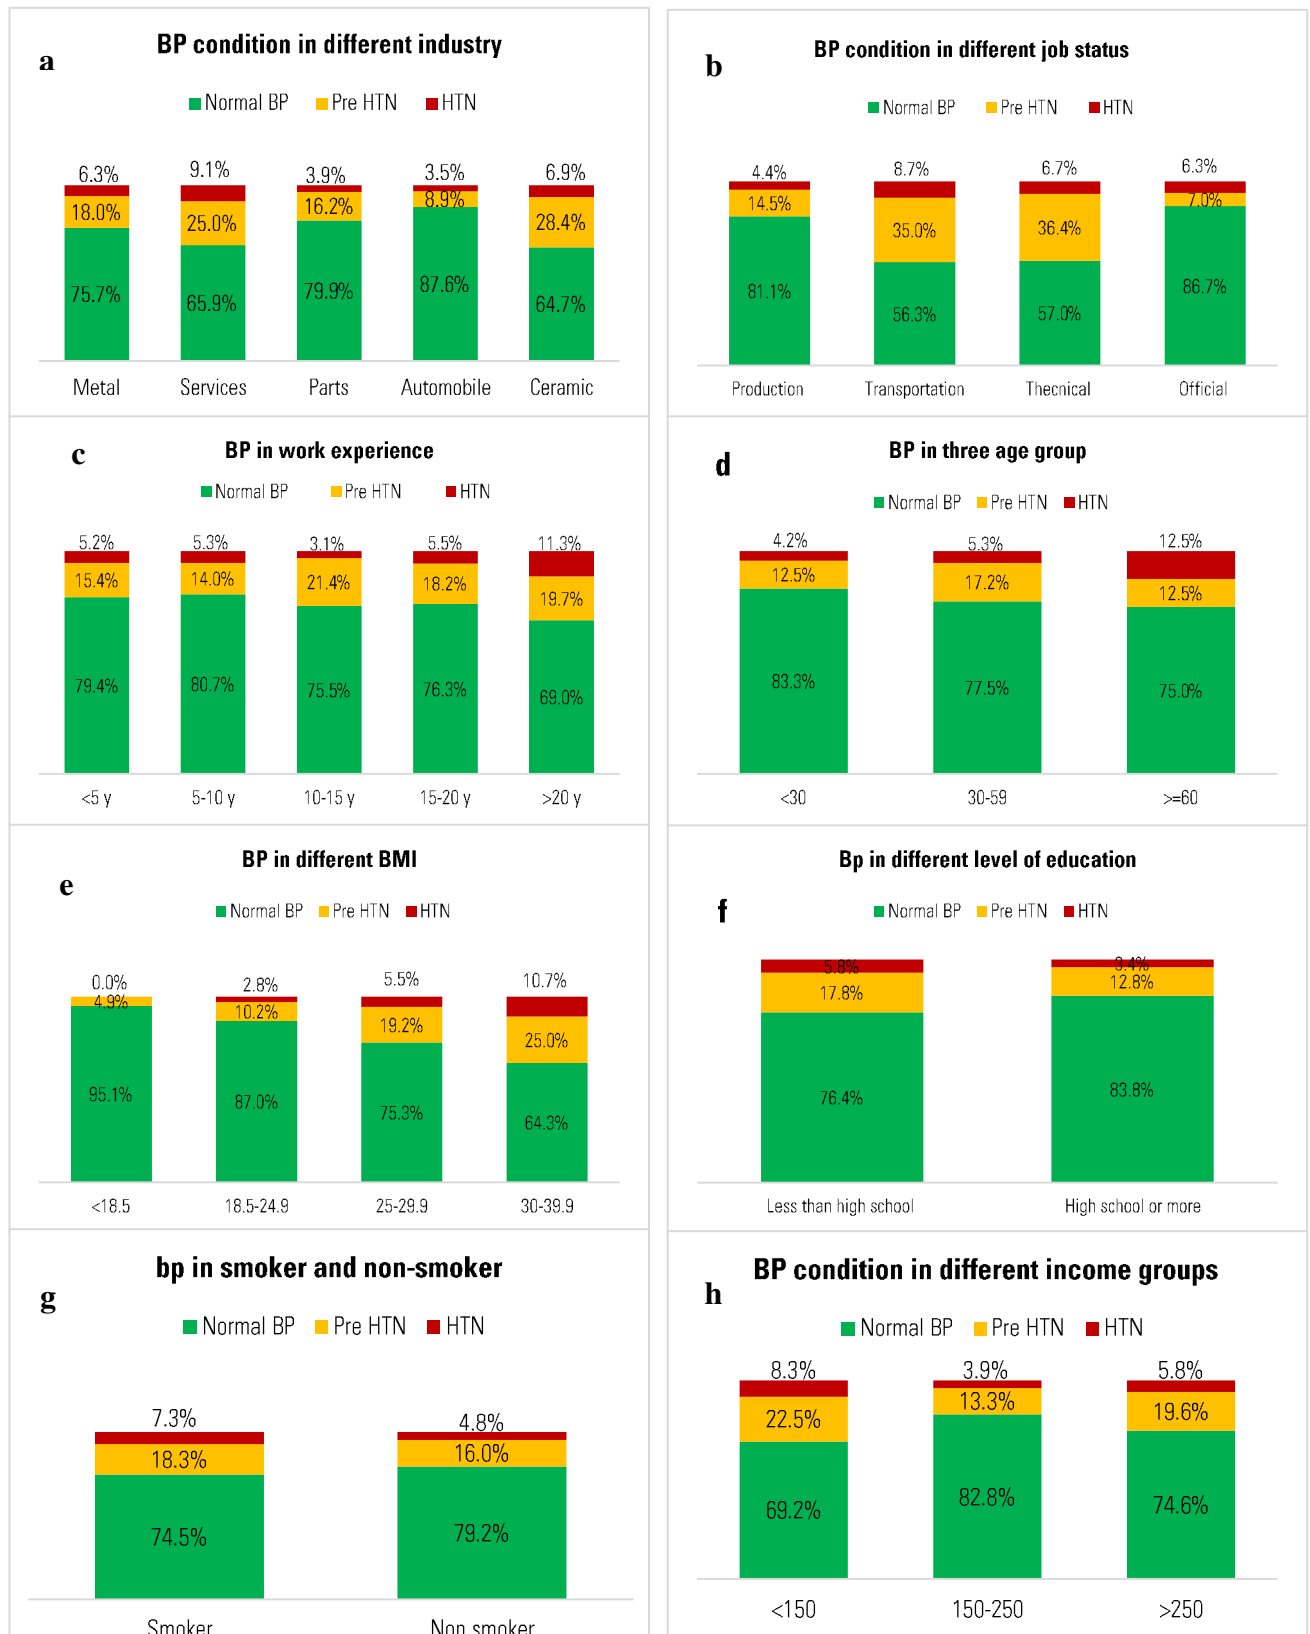 a
BP condition in different industry
Normal BP Pre HTN HTN
6.3% 9.1% 3.9% 3.5% 6.9%
18.0% 25.0% 16.2% 8.9% 28.4%
75.7% 65.9% 79.9% 87.6% 64.7%
Metal Services Parts Automobile Ceramic
b
BP condition in different job status
Normal BP Pre HTN HTN
4.4% 8.7% 6.7% 6.3%
14.5% 35.0% 36.4% 7.0%
81.1% 56.3% 57.0% 86.7%
Production Transportation Thecnical Official
c
BP in work experience
Normal BP Pre HTN HTN
5.2% 5.3% 3.1% 5.5% 11.3%
15.4% 14.0% 21.4% 18.2% 19.7%
79.4% 80.7% 75.5% 76.3% 69.0%
<5 y 5-10 y 10-15 y 15-20 y >20 y
d
BP in three age group
Normal BP Pre HTN HTN
4.2% 5.3% 12.5%
12.5% 17.2% 12.5%
83.3% 77.5% 75.0%
<30 30-59 >=60
e
BP in different BMI
Normal BP Pre HTN HTN
0.0% 2.8% 5.5% 10.7%
4.9% 10.2% 19.2% 25.0%
95.1% 87.0% 75.3% 64.3%
<18.5 18.5-24.9 25-29.9 30-39.9
f
Bp in different level of education
Normal BP Pre HTN HTN
5.8% 3.4%
17.8% 12.8%
76.4% 83.8%
Less than high school High school or more
g
bp in smoker and non-smoker
Normal BP Pre HTN HTN
7.3% 4.8%
18.3% 16.0%
74.5% 79.2%
Smoker Non smoker
h
BP condition in different income groups
Normal BP Pre HTN HTN
8.3% 3.9% 5.8%
22.5% 13.3% 19.6%
69.2% 82.8% 74.6%
<150 150-250 >250